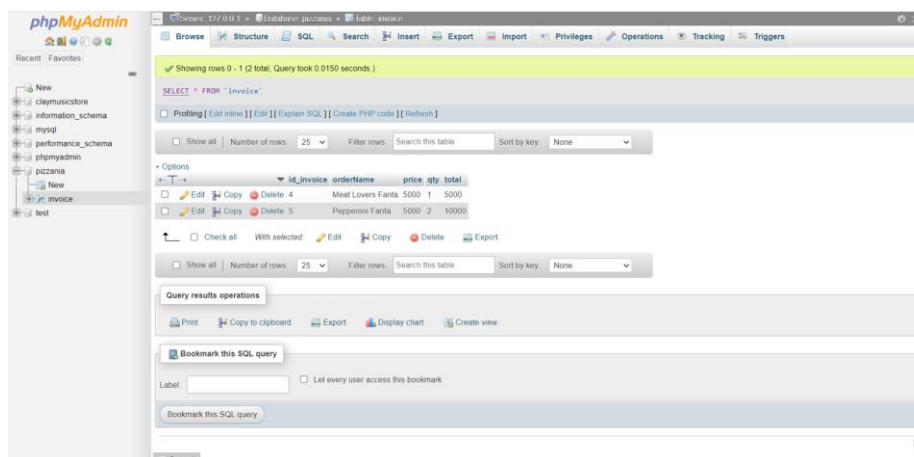 phpMyAdmin
Recent Favorites
New
claymusicstore
information_schema
mysql
performance_schema
phpmyadmin
pizzania
New
invoice
test
Server: 127.0.0.1 » Database: pizzania » Table: invoice
Browse Structure SQL Search Insert Export Import Privileges Operations Tracking Triggers
Showing rows 0 - 1 (2 total, Query took 0.0150 seconds.)
SELECT * FROM `invoice`
Profiling [ Edit inline ] [ Edit ] [ Explain SQL ] [ Create PHP code ] [ Refresh ]
Show all Number of rows: 25 Filter rows: Search this table Sort by key: None
+ Options
←T→ id_invoice orderName price qty total
Edit Copy Delete 4 Meat Lovers Fanta 5000 1 5000
Edit Copy Delete 5 Pepperoni Fanta 5000 2 10000
Check all With selected: Edit Copy Delete Export
Show all Number of rows: 25 Filter rows: Search this table Sort by key: None
Query results operations
Print Copy to clipboard Export Display chart Create view
Bookmark this SQL query
Label: Let every user access this bookmark
Bookmark this SQL query